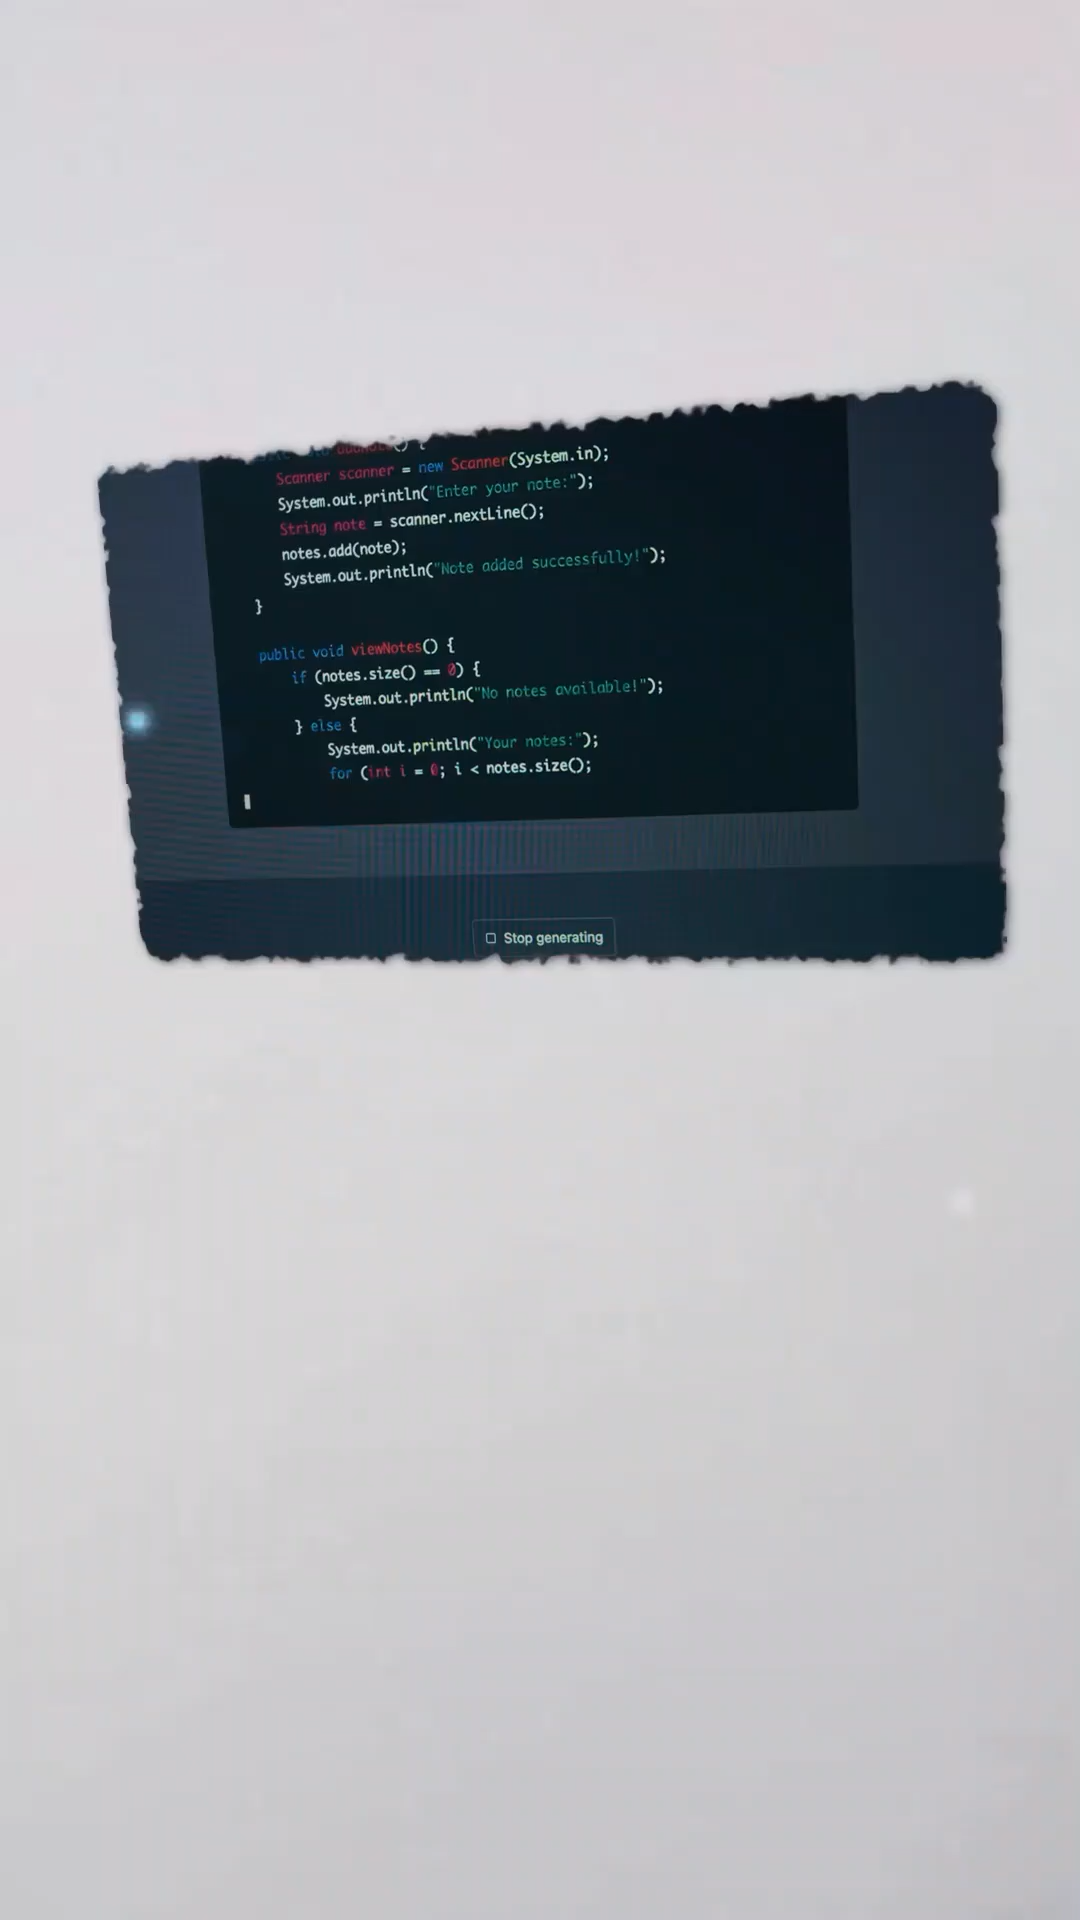 addNote() {
Scanner scanner = new Scanner(System.in);
System.out.println("Enter your note:");
String note = scanner.nextLine();
notes.add(note);
System.out.println("Note added successfully!");
}
public void viewNotes() {
if (notes.size() == 0) {
System.out.println("No notes available!");
} else {
System.out.println("Your notes:");
for (int i = 0; i < notes.size();
Stop generating